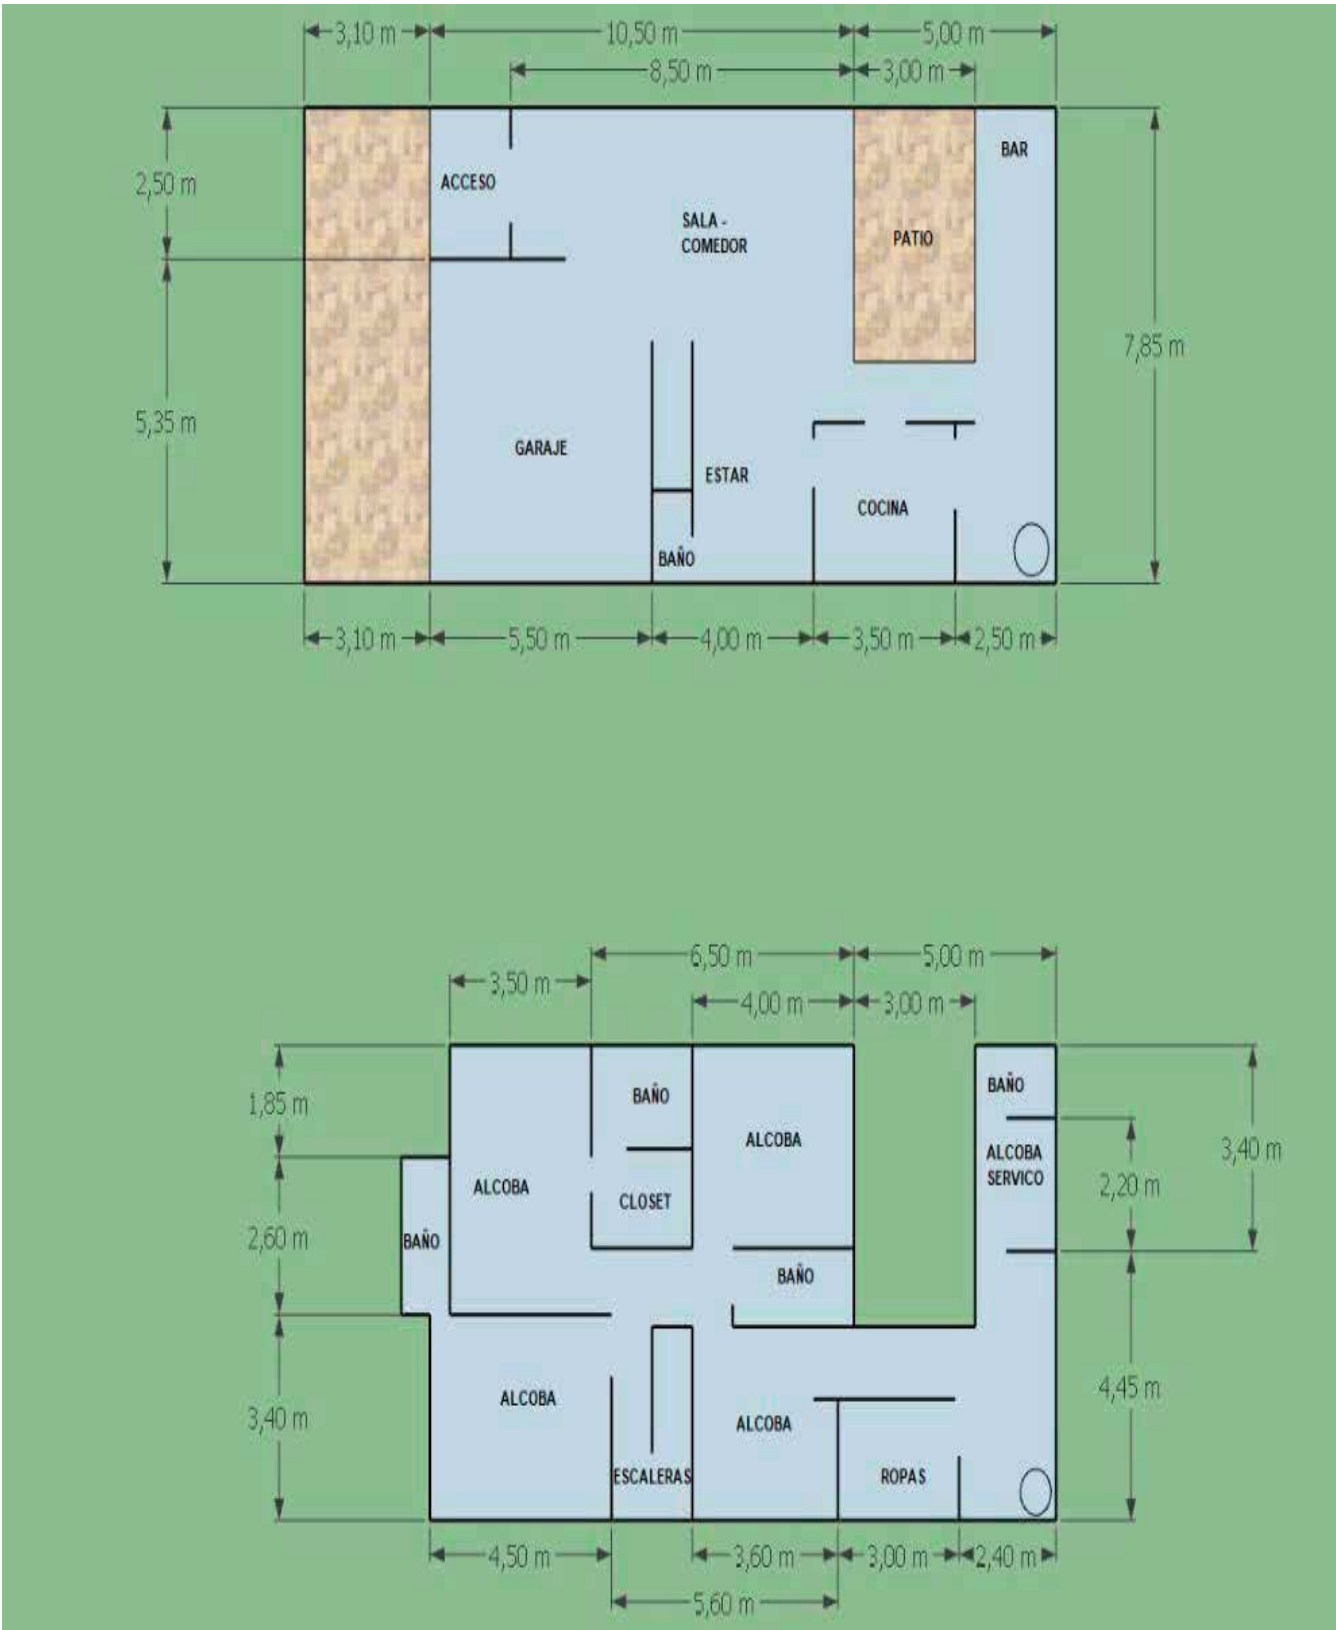 3,10 m
10,50 m
5,00 m
8,50 m
3,00 m
BAR
ACCESO
2,50 m
SALA -
COMEDOR
PATIO
7,85 m
5,35 m
GARAJE
ESTAR
COCINA
BAÑO
3,10 m
5,50 m
4,00 m
3,50 m
2,50 m
6,50 m
5,00 m
3,50 m
4,00 m
3,00 m
BAÑO
BAÑO
1,85 m
ALCOBA
ALCOBA
SERVICO
3,40 m
ALCOBA
2,20 m
CLOSET
2,60 m
BAÑO
BAÑO
4,45 m
ALCOBA
3,40 m
ALCOBA
ESCALERAS
ROPAS
4,50 m
3,60 m
3,00 m
2,40 m
5,60 m